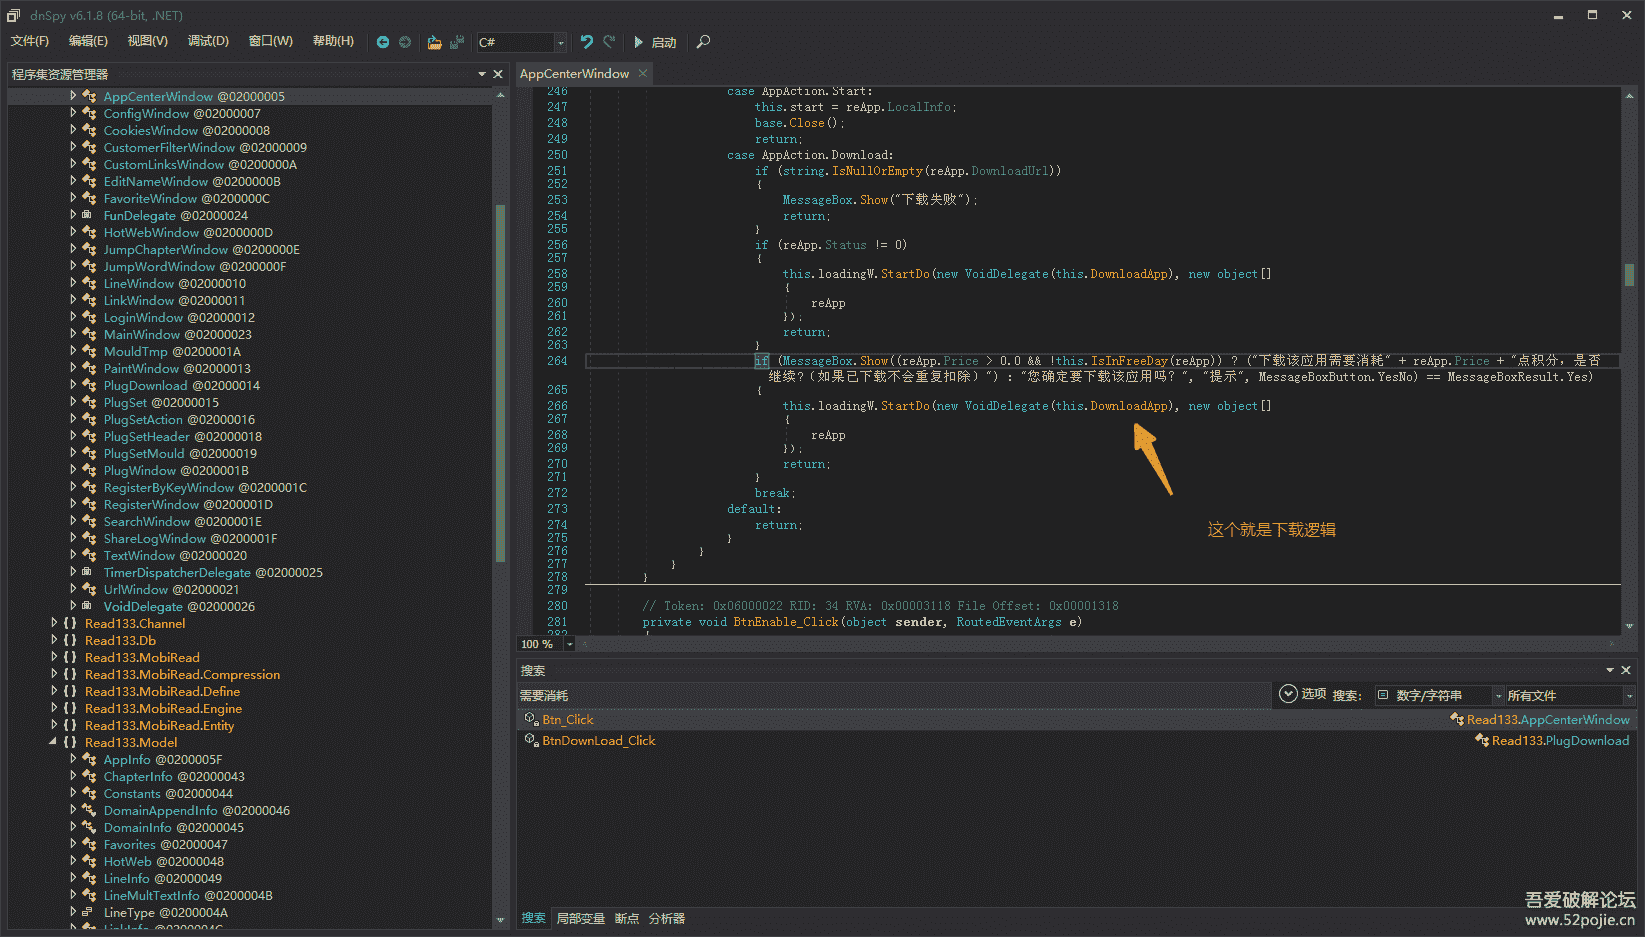 dnSpy v6.1.8 (64-bit, .NET)
文件(F) 编辑(E) 视图(V) 调试(D) 窗口(W) 帮助(H) C# 启动
程序集资源管理器
AppCenterWindow @02000005
ConfigWindow @02000007
CookiesWindow @02000008
CustomerFilterWindow @02000009
CustomLinksWindow @0200000A
EditNameWindow @0200000B
FavoriteWindow @0200000C
FunDelegate @02000024
HotWebWindow @0200000D
JumpChapterWindow @0200000E
JumpWordWindow @0200000F
LineWindow @02000010
LinkWindow @02000011
LoginWindow @02000012
MainWindow @02000023
MouldTmp @0200001A
PaintWindow @02000013
PlugDownload @02000014
PlugSet @02000015
PlugSetAction @02000016
PlugSetHeader @02000018
PlugSetMould @02000019
PlugWindow @0200001B
RegisterByKeyWindow @0200001C
RegisterWindow @0200001D
SearchWindow @0200001E
ShareLogWindow @0200001F
TextWindow @02000020
TimerDispatcherDelegate @02000025
UrlWindow @02000021
VoidDelegate @02000026
{ } Read133.Channel
{ } Read133.Db
{ } Read133.MobiRead
{ } Read133.MobiRead.Compression
{ } Read133.MobiRead.Define
{ } Read133.MobiRead.Engine
{ } Read133.MobiRead.Entity
{ } Read133.Model
AppInfo @0200005F
ChapterInfo @02000043
Constants @02000044
DomainAppendInfo @02000046
DomainInfo @02000045
Favorites @02000047
HotWeb @02000048
LineInfo @02000049
LineMultTextInfo @0200004B
LineType @0200004A
LinkInfo @0200004C
AppCenterWindow
246 case AppAction.Start:
247 this.start = reApp.LocalInfo;
248 base.Close();
249 return;
250 case AppAction.Download:
251 if (string.IsNullOrEmpty(reApp.DownloadUrl))
252 {
253 MessageBox.Show("下载失败");
254 return;
255 }
256 if (reApp.Status != 0)
257 {
258 this.loadingW.StartDo(new VoidDelegate(this.DownloadApp), new object[]
259 {
260 reApp
261 });
262 return;
263 }
264 if (MessageBox.Show((reApp.Price > 0.0 && !this.IsInFreeDay(reApp)) ? ("下载该应用需要消耗" + reApp.Price + "点积分，是否
继续？(如果已下载不会重复扣除) ") : "您确定要下载该应用吗？", "提示", MessageBoxButton.YesNo) == MessageBoxResult.Yes)
265 {
266 this.loadingW.StartDo(new VoidDelegate(this.DownloadApp), new object[]
267 {
268 reApp
269 });
270 return;
271 }
272 break;
273 default:
274 return;
275 }
276 }
277 }
278 }
279
280 // Token: 0x06000022 RID: 34 RVA: 0x00003118 File Offset: 0x00001318
281 private void BtnEnable_Click(object sender, RoutedEventArgs e)
282 {
这个就是下载逻辑
100 %
搜索
需要消耗 选项 搜索: 数字/字符串 所有文件
Btn_Click Read133.AppCenterWindow
BtnDownLoad_Click Read133.PlugDownload
搜索 局部变量 断点 分析器
吾爱破解论坛
www.52pojie.cn